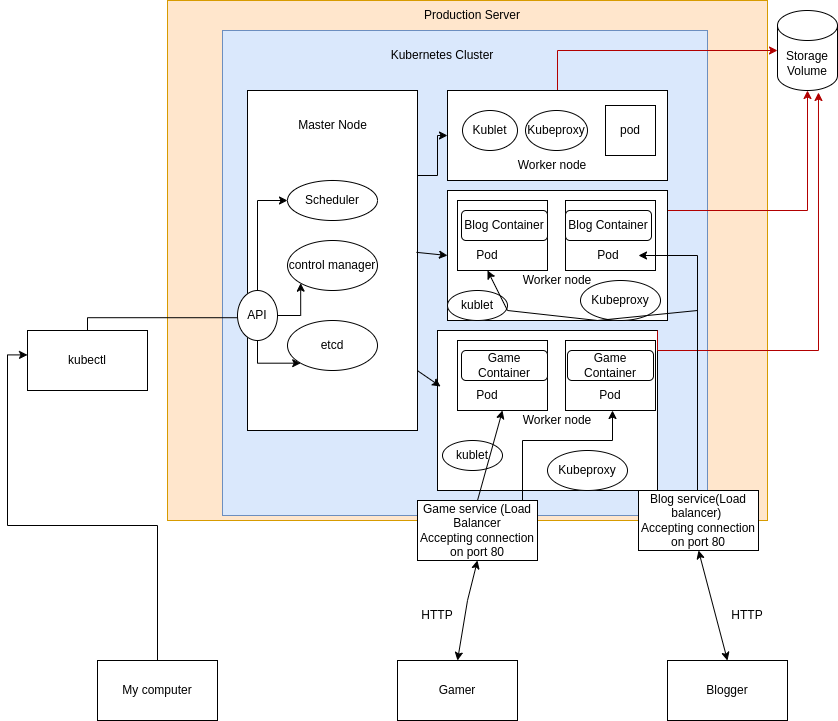 Production Server
Kubernetes Cluster
Storage
Volume
Master Node
Kublet
Kubeproxy
pod
Worker node
Scheduler
Blog Container
Blog Container
Pod
Pod
Worker node
control manager
kublet
Kubeproxy
API
etcd
kubectl
Game
Container
Game
Container
Pod
Pod
Worker node
kublet
Kubeproxy
Game service (Load
Balancer
Accepting connection
on port 80
Blog service(Load
balancer)
Accepting connection
on port 80
HTTP
HTTP
My computer
Gamer
Blogger